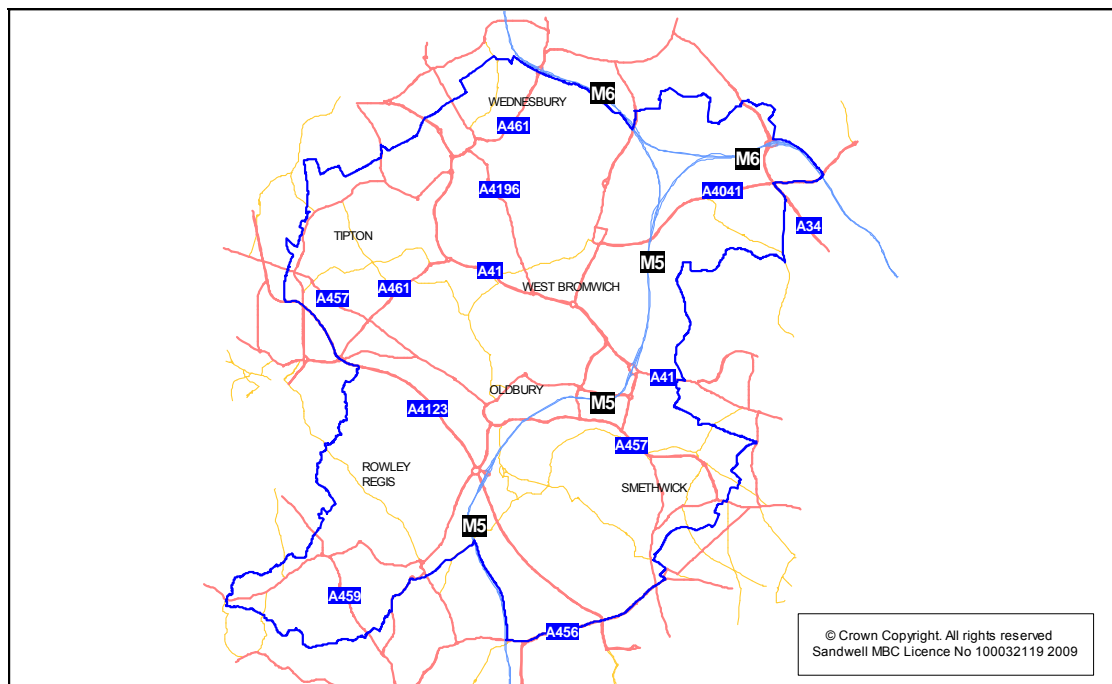 M6
WEDNESBURY
A461
M6
A4196
A4041
A34
TIPTON
M5
A41
A461
WEST BROMWICH
A457
A41
OLDBURY
M5
A4123
A457
ROWLEY
REGIS
SMETHWICK
M5
A459
A456
© Crown Copyright. All rights reserved
Sandwell MBC Licence No 100032119 2009